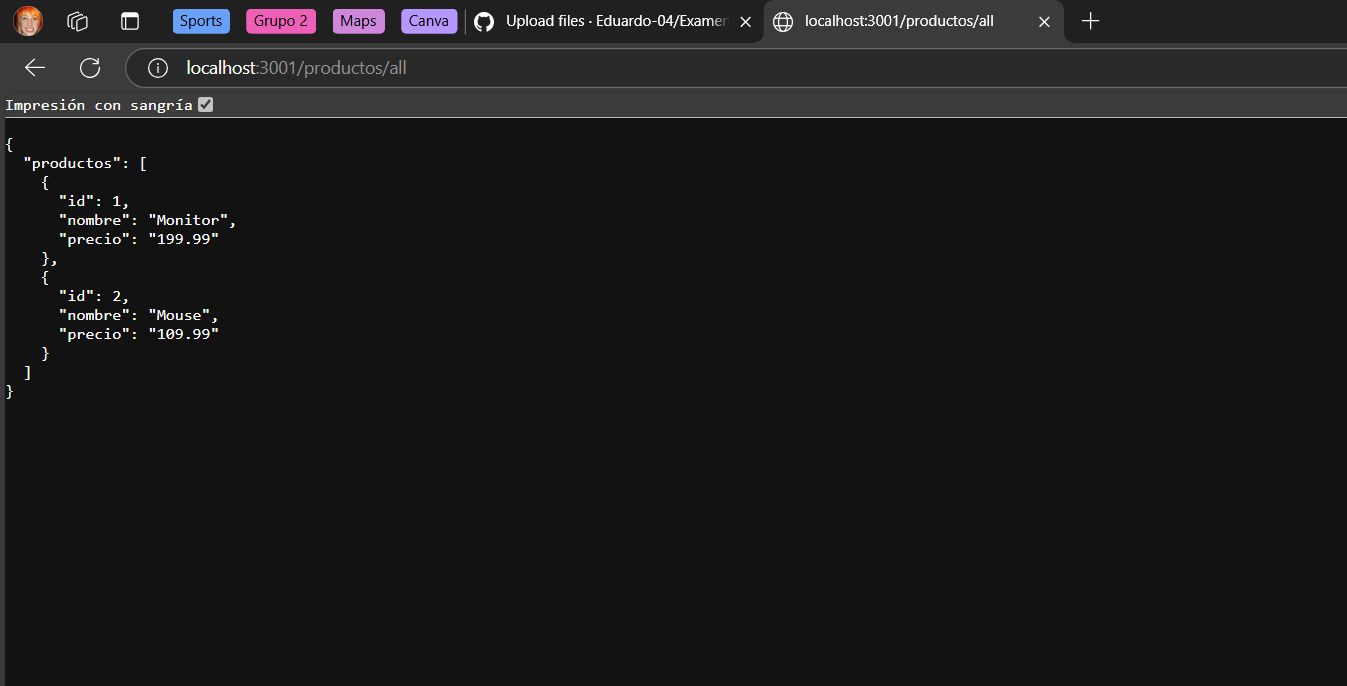 Sports Grupo 2 Maps Canva Upload files · Eduardo-04/Examen localhost:3001/productos/all
localhost:3001/productos/all
Impresión con sangría
{
  "productos": [
    {
      "id": 1,
      "nombre": "Monitor",
      "precio": "199.99"
    },
    {
      "id": 2,
      "nombre": "Mouse",
      "precio": "109.99"
    }
  ]
}